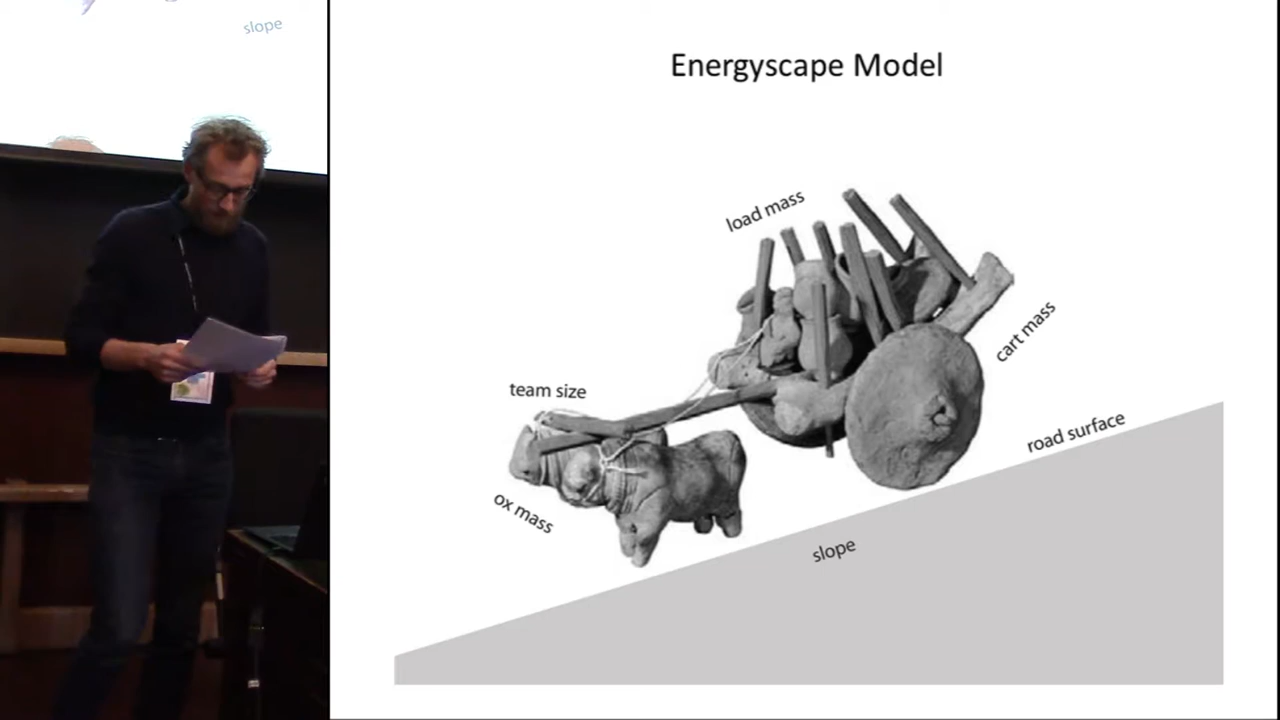 slope
Energyscape Model
load mass
cart mass
team size
road surface
ox mass
slope